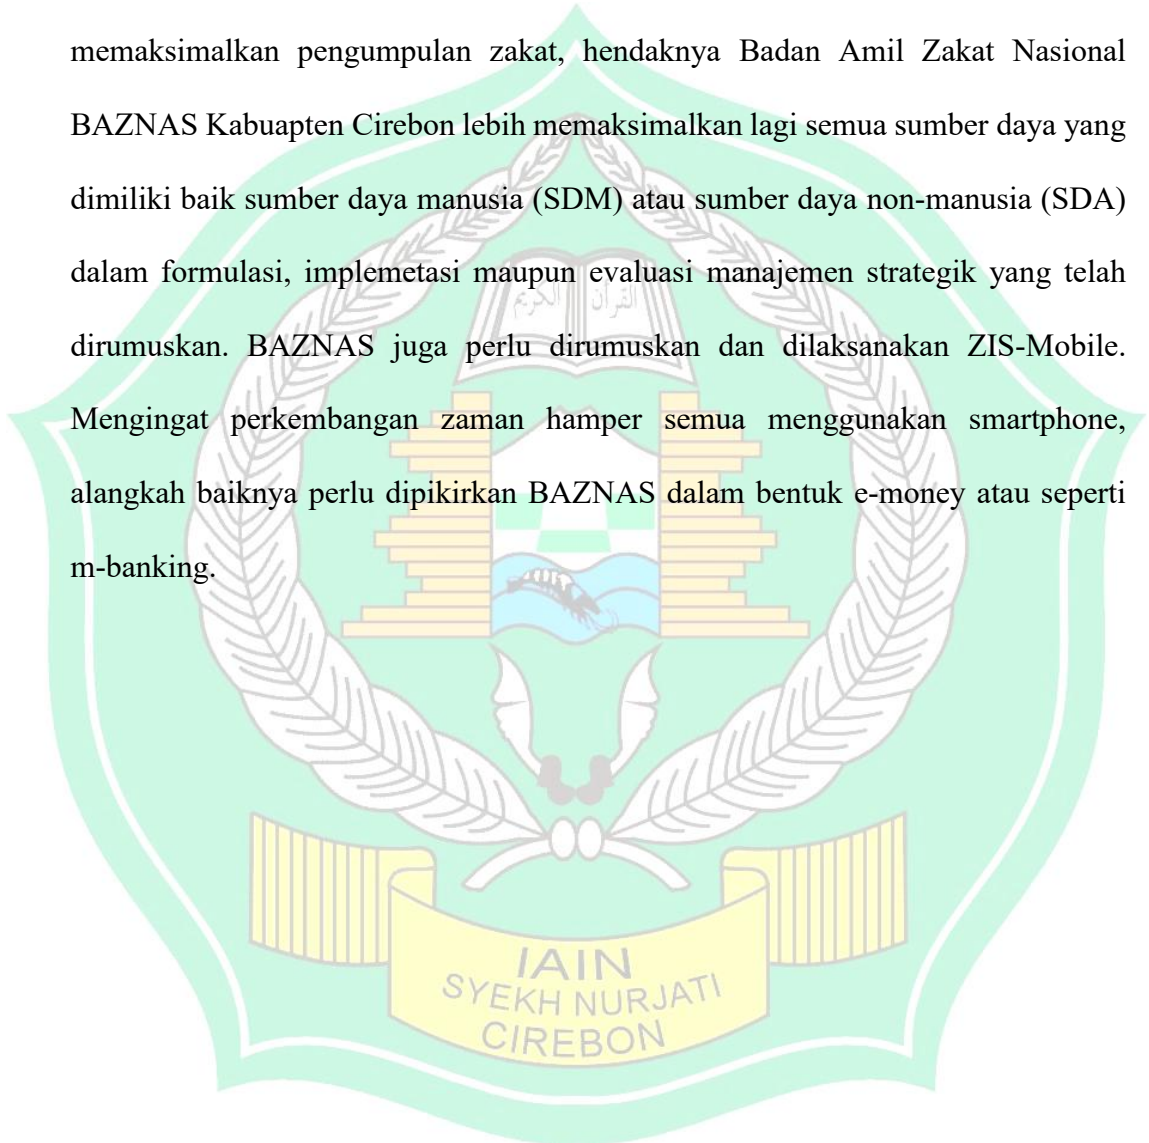 memaksimalkan pengumpulan zakat, hendaknya Badan Amil Zakat Nasional
BAZNAS Kabuapten Cirebon lebih memaksimalkan lagi semua sumber daya yang
dimiliki baik sumber daya manusia (SDM) atau sumber daya non-manusia (SDA)
dalam formulasi, implemetasi maupun evaluasi manajemen strategik yang telah
القرآن الكريم
dirumuskan. BAZNAS juga perlu dirumuskan dan dilaksanakan ZIS-Mobile.
Mengingat perkembangan zaman hamper semua menggunakan smartphone,
alangkah baiknya perlu dipikirkan BAZNAS dalam bentuk e-money atau seperti
m-banking.
IAIN
SYEKH NURJATI
CIREBON